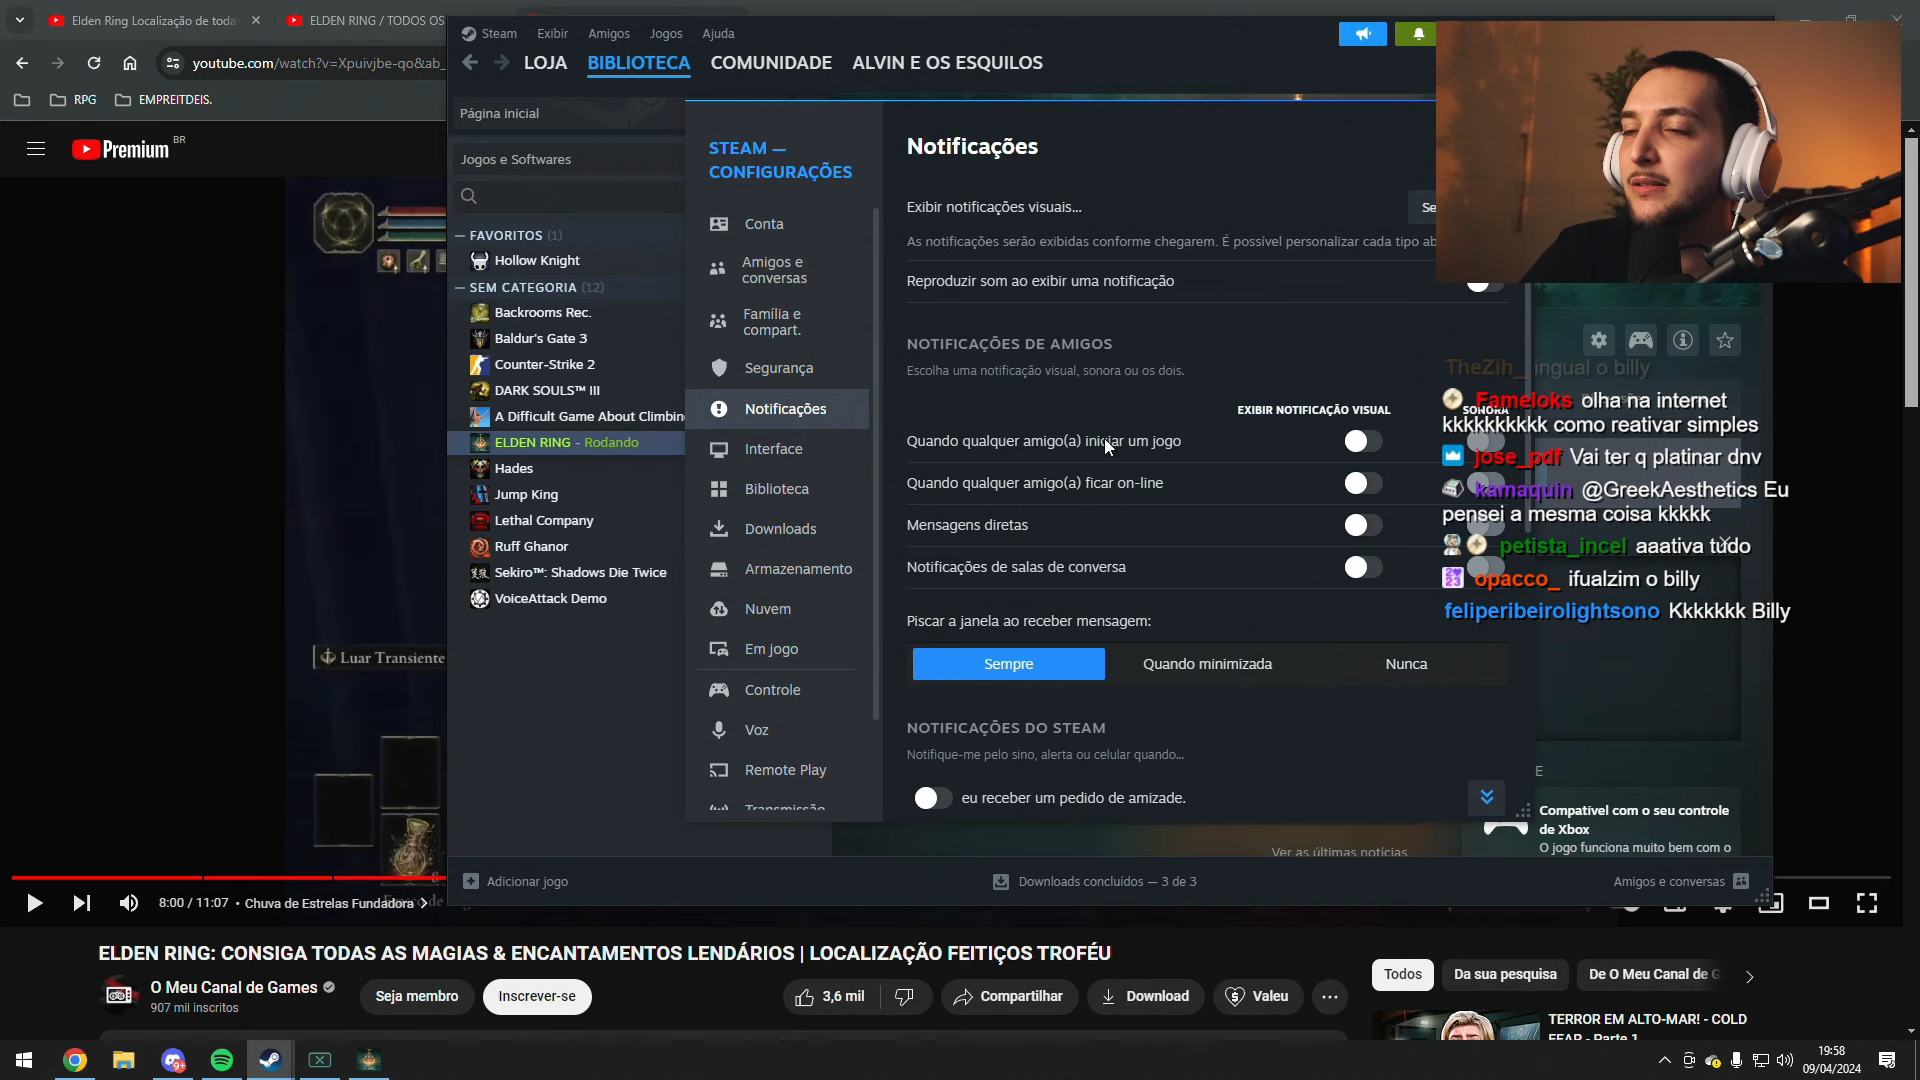 Elden Ring Localização de toda
ELDEN RING / TODOS OS
youtube.com/watch?v=Xpuivjbe-qo&ab_
RPG
EMPREITDEIS.
Premium
BR
Steam
Exibir
Amigos
Jogos
Ajuda
LOJA
BIBLIOTECA
COMUNIDADE
ALVIN E OS ESQUILOS
Página inicial
Jogos e Softwares
— FAVORITOS (1)
Hollow Knight
— SEM CATEGORIA (12)
Backrooms Rec.
Baldur's Gate 3
Counter-Strike 2
DARK SOULS™ III
A Difficult Game About Climbin
ELDEN RING - Rodando
Hades
Jump King
Lethal Company
Ruff Ghanor
Sekiro™: Shadows Die Twice
VoiceAttack Demo
STEAM —
CONFIGURAÇÕES
Conta
Amigos e
conversas
Família e
compart.
Segurança
Notificações
Interface
Biblioteca
Downloads
Armazenamento
Nuvem
Em jogo
Controle
Voz
Remote Play
Transmissão
Notificações
Exibir notificações visuais...
Se
As notificações serão exibidas conforme chegarem. É possível personalizar cada tipo ab
Reproduzir som ao exibir uma notificação
NOTIFICAÇÕES DE AMIGOS
Escolha uma notificação visual, sonora ou os dois.
EXIBIR NOTIFICAÇÃO VISUAL
SONORA
Quando qualquer amigo(a) iniciar um jogo
Quando qualquer amigo(a) ficar on-line
Mensagens diretas
Notificações de salas de conversa
Piscar a janela ao receber mensagem:
Sempre
Quando minimizada
Nunca
NOTIFICAÇÕES DO STEAM
Notifique-me pelo sino, alerta ou celular quando...
eu receber um pedido de amizade.
TheZih_ ingual o billy
Fameloks olha na internet
kkkkkkkkkk como reativar simples
jose_pdf Vai ter q platinar dnv
kamaquin @GreekAesthetics Eu
pensei a mesma coisa kkkkk
petista_incel aaativa tudo
opacco_ ifualzim o billy
feliperibeirolightsono Kkkkkkk Billy
E
Compatível com o seu controle
de Xbox
O jogo funciona muito bem com o
Ver as últimas notícias
Adicionar jogo
Downloads concluídos — 3 de 3
Amigos e conversas
Luar Transiente
8:00 / 11:07 • Chuva de Estrelas Fundadora
ELDEN RING: CONSIGA TODAS AS MAGIAS & ENCANTAMENTOS LENDÁRIOS | LOCALIZAÇÃO FEITIÇOS TROFÉU
O Meu Canal de Games
907 mil inscritos
Seja membro
Inscrever-se
3,6 mil
Compartilhar
Download
Valeu
Todos
Da sua pesquisa
De O Meu Canal de G
TERROR EM ALTO-MAR! - COLD
FEAR - Parte 1
9+
19:58
09/04/2024